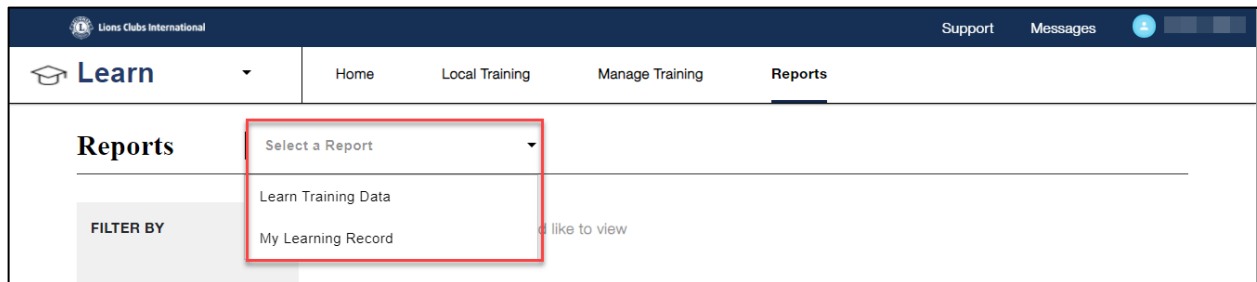 Lions Clubs International
Support Messages
Learn Home Local Training Manage Training Reports
Reports Select a Report
Learn Training Data
FILTER BY
like to view
My Learning Record